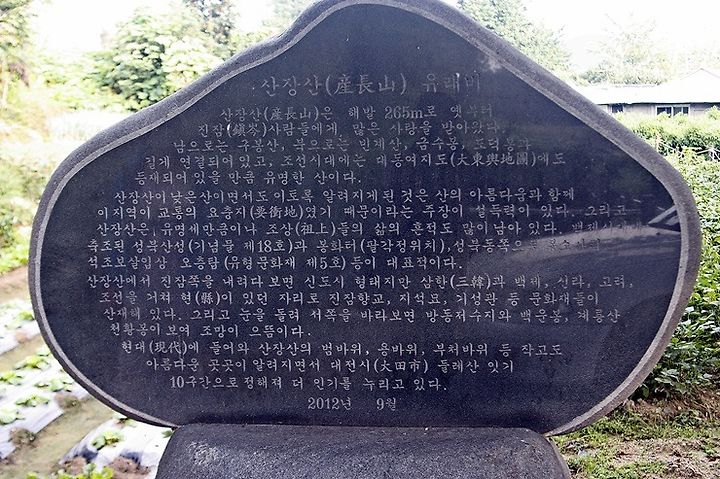 산장산(産長山) 유래비
산장산(産長山)은 해발 265m로 옛부터
진잠(鎭岑)사람들에게 많은 사랑을 받아왔다.
남으로는 구봉산, 북으로는 빈계산, 금수봉, 도덕봉과
길게 연결되어있고, 조선시대에는 대동여지도(大東輿地圖)에도
등재되어 있을 만큼 유명한 산이다.
산장산이 낮은산이면서도 이토록 알려지게된 것은 산의 아름다움과 함께
이지역이 교통의 요충지(要衝地)였기 때문이라는 주장이 설득력이 있다. 그리고
산장산은 유명세만큼이나 조상(祖上)들의 삶의 흔적도 많이 남아 있다. 백제시대에
축조된 성북산성(기념물 제18호)과 봉화터(팔각정위치), 성북동쪽으로
석조보살입상 오층탑(유형문화재 제5호) 등이 대표적이다.
산장산에서 진잠쪽을 내려다 보면 신도시 형태지만 삼한(三韓)과 백제, 신라, 고려,
조선을 거쳐 현(縣)이 있던 자리로 진잠향교, 지석묘, 기성관 등 문화재들이
산재해 있다. 그리고 눈을 돌려 서쪽을 바라보면 방동저수지와 백운봉, 계룡산
천황봉이 보여 조망이 으뜸이다.
현대(現代)에 들어와 산장산의 범바위, 용바위, 부처바위 등 작고도
아름다운 곳곳이 알려지면서 대전시(大田市) 둘레산 잇기
10구간으로 정해져 더 인기를 누리고 있다.
2012년 9월